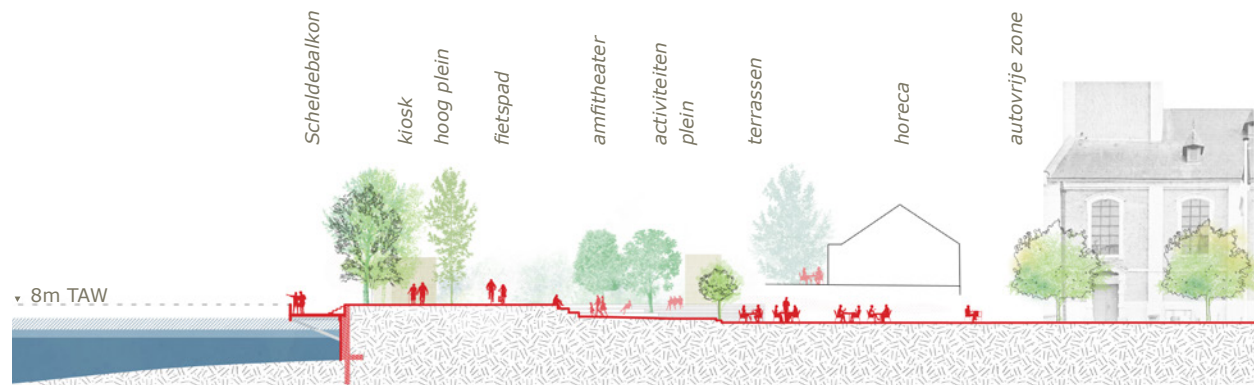 Scheldebalkon
kiosk
hoog plein
fietspad
amfitheater
activiteiten
plein
terrassen
horeca
autovrije zone
8m TAW